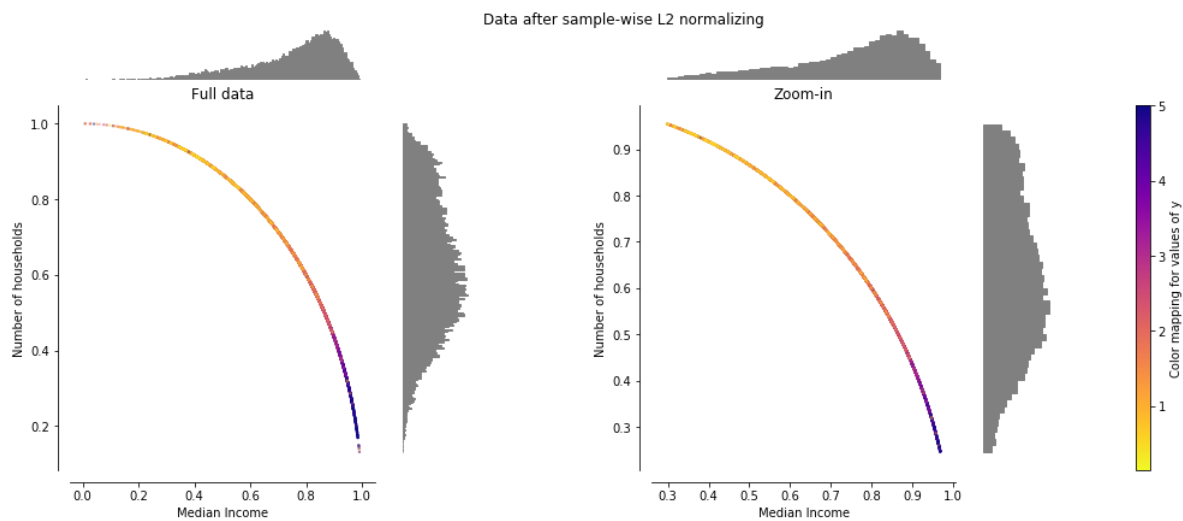 Data after sample-wise L2 normalizing
Full data
Number of households
1.0
0.8
0.6
0.4
0.2
0.0 0.2 0.4 0.6 0.8 1.0
Median Income
Zoom-in
Number of households
0.9
0.8
0.7
0.6
0.5
0.4
0.3
0.3 0.4 0.5 0.6 0.7 0.8 0.9 1.0
Median Income
5
4
3
2
1
Color mapping for values of y